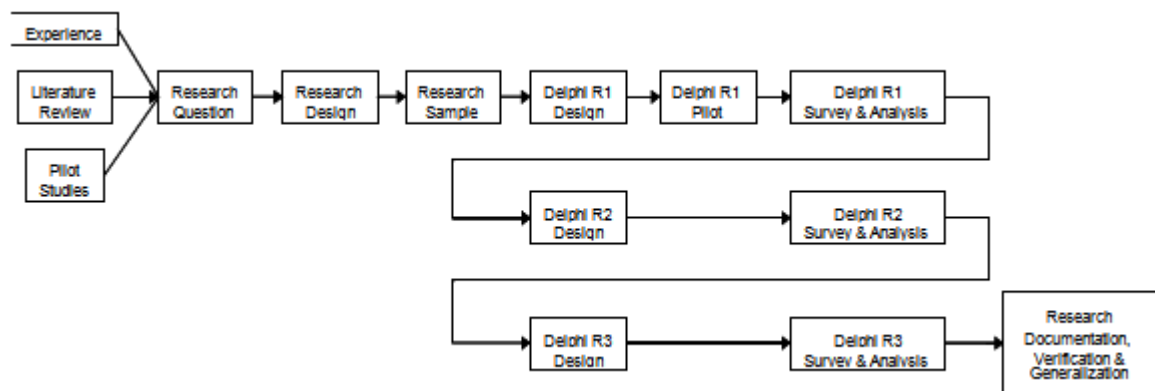 Experience
Literature
Review
Pilot
Studies
Research
Question
Research
Design
Research
Sample
Delphi R1
Design
Delphi R1
Pilot
Delphi R1
Survey & Analysis
Delphi R2
Design
Delphi R2
Survey & Analysis
Delphi R3
Design
Delphi R3
Survey & Analysis
Research
Documentation,
Verification &
Generalization